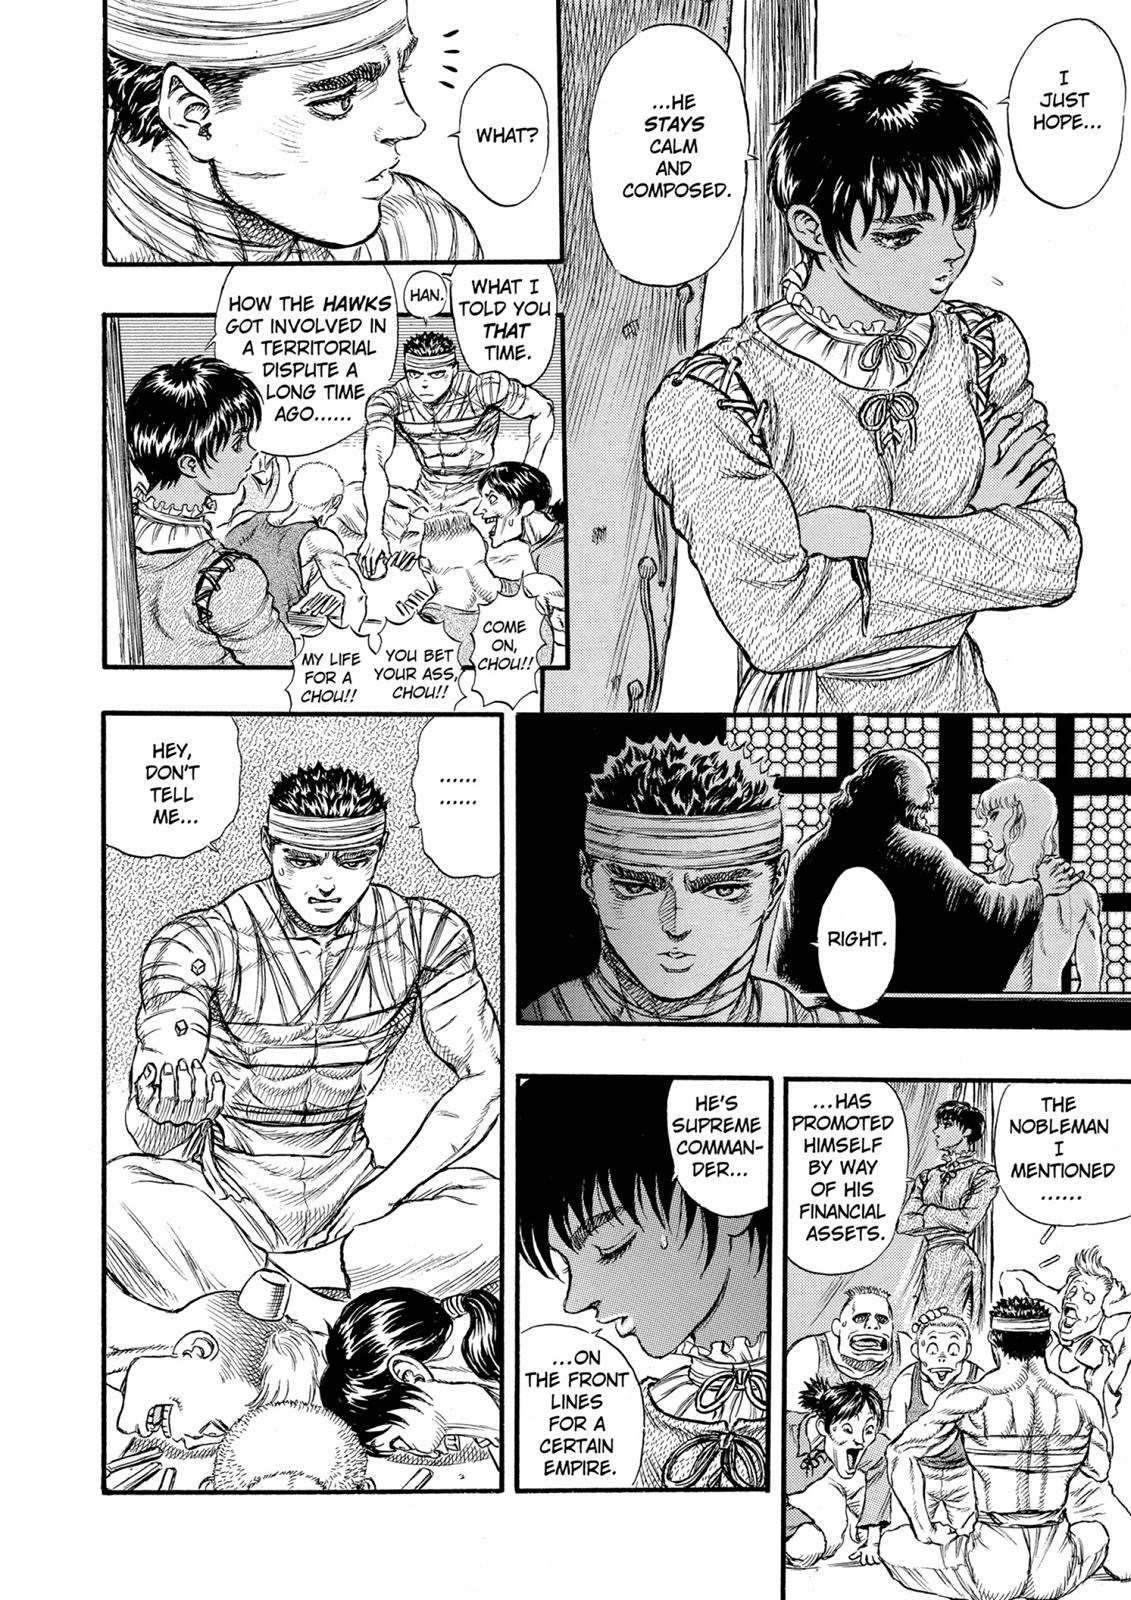 I
JUST
HOPE...
...HE
STAYS
CALM
AND
COMPOSED.
WHAT?
WHAT I
TOLD YOU
THAT
TIME.
HAN.
HOW THE HAWKS
GOT INVOLVED IN
A TERRITORIAL
DISPUTE A
LONG TIME
AGO......
COME
ON,
CHOU!!
YOU BET
YOUR ASS,
CHOU!!
MY LIFE
FOR A
CHOU!!
RIGHT.
......
......
HEY,
DON'T
TELL
ME...
THE
NOBLEMAN
I
MENTIONED
......
...HAS
PROMOTED
HIMSELF
BY WAY
OF HIS
FINANCIAL
ASSETS.
HE'S
SUPREME
COMMAN-
DER...
...ON
THE FRONT
LINES
FOR A
CERTAIN
EMPIRE.